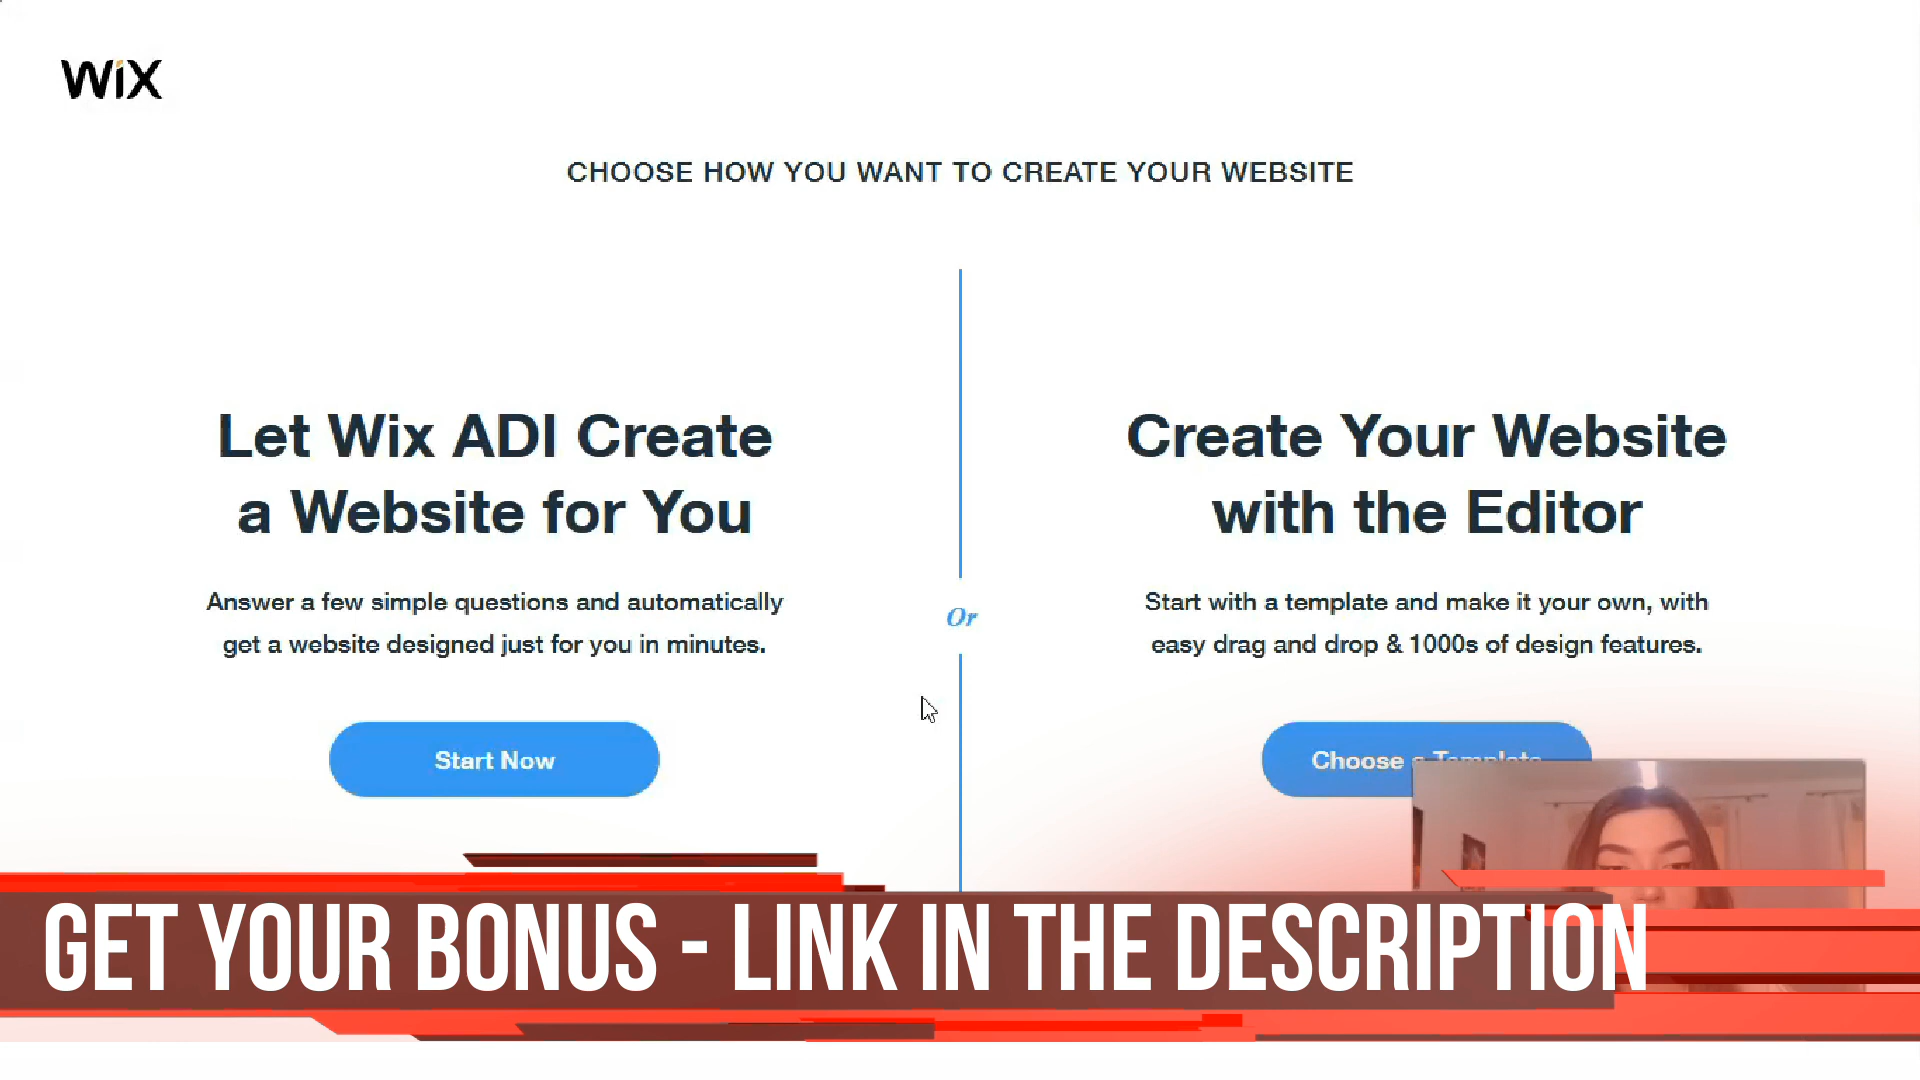 WiX
CHOOSE HOW YOU WANT TO CREATE YOUR WEBSITE
Let Wix ADI Create
a Website for You
Answer a few simple questions and automatically
get a website designed just for you in minutes.
Start Now
Or
Create Your Website
with the Editor
Start with a template and make it your own, with
easy drag and drop & 1000s of design features.
Choose a Template
GET YOUR BONUS - LINK IN THE DESCRIPTION